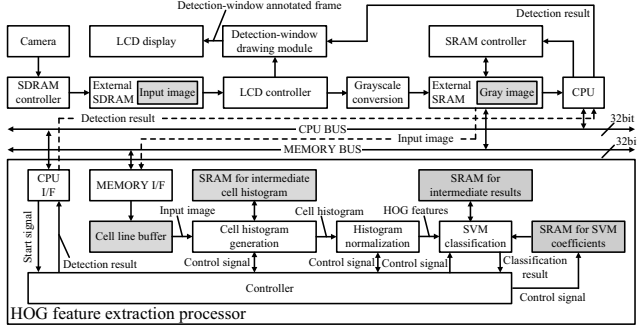 Detection-window annotated frame
Detection result
Camera
LCD display
Detection-window
drawing module
SRAM controller
SDRAM
controller
External
SDRAM
Input image
LCD controller
Grayscale
conversion
External
SRAM
Gray image
CPU
Detection result
CPU BUS
32bit
Input image
MEMORY BUS
32bi
CPU
I/F
MEMORY I/F
SRAM for intermediate
cell histogram
SRAM for
intermediate results
Start signal
Cell line buffer
Input image
Cell histogram
generation
Cell histogram
Histogram
normalization
HOG features
SVM
classification
SRAM for SVM
coefficients
Detection result
Control signal
Control signal
Control signal
Classification
result
Controller
Control signal
HOG feature extraction processor